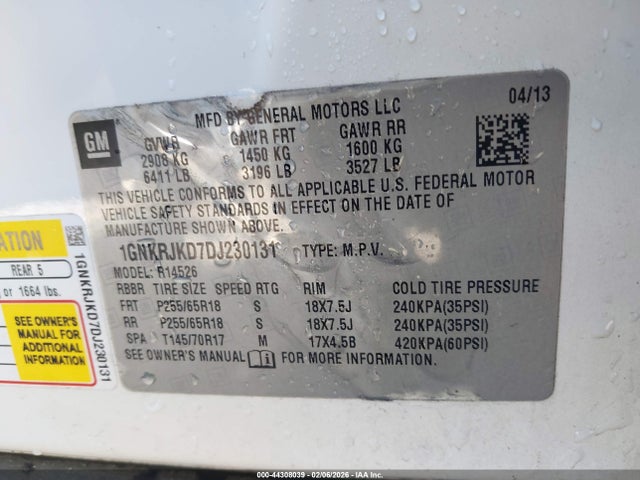 MFD BY GENERAL MOTORS LLC 04/13
GM
GVWR GAWR FRT GAWR RR
2908 KG 1450 KG 1600 KG
6411 LB 3196 LB 3527 LB
THIS VEHICLE CONFORMS TO ALL APPLICABLE U.S. FEDERAL MOTOR
VEHICLE SAFETY STANDARDS IN EFFECT ON THE DATE OF
MANUFACTURE SHOWN ABOVE.
1GNKRJKD7DJ230131 TYPE: M.P.V.
MODEL: R14526
RBBR TIRE SIZE SPEED RTG RIM COLD TIRE PRESSURE
FRT P255/65R18 S 18X7.5J 240KPA(35PSI)
RR P255/65R18 S 18X7.5J 240KPA(35PSI)
SPA T145/70R17 M 17X4.5B 420KPA(60PSI)
SEE OWNER'S MANUAL FOR MORE INFORMATION.
REAR 5
or 1664 lbs.
SEE OWNER'S
MANUAL FOR
ADDITIONAL
INFORMATION
1GNKRJKD7DJ230131
IAA OWNER - 44308039 - 02/06/2026 - © IAA Inc.